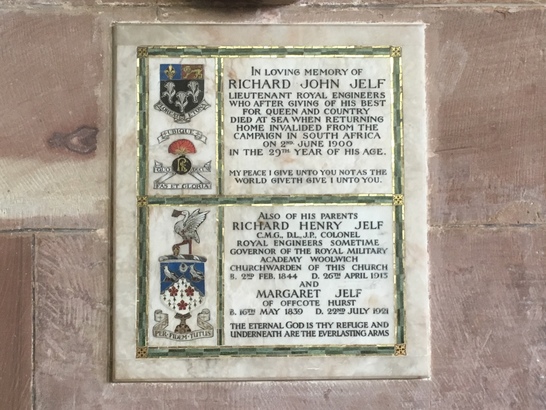 IN LOVING MEMORY OF
RICHARD JOHN JELF
LIEUTENANT ROYAL ENGINEERS
WHO AFTER GIVING OF HIS BEST
FOR QUEEN AND COUNTRY
DIED AT SEA WHEN RETURNING
HOME INVALIDED FROM THE
CAMPAIGN IN SOUTH AFRICA
ON 2ND JUNE 1900
IN THE 29TH YEAR OF HIS AGE.
MY PEACE I GIVE UNTO YOU NOT AS THE
WORLD GIVETH GIVE I UNTO YOU.
UBIQUE
FAS ET GLORIA
ALSO OF HIS PARENTS
RICHARD HENRY JELF
C.M.G., D.L., J.P., COLONEL
ROYAL ENGINEERS SOMETIME
GOVERNOR OF THE ROYAL MILITARY
ACADEMY WOOLWICH
CHURCHWARDEN OF THIS CHURCH
B. 2ND FEB. 1844 D. 26TH APRIL 1913
AND
MARGARET JELF
OF OFFCOTE HURST
B. 16TH MAY 1839 D. 22ND JULY 1921
THE ETERNAL GOD IS THY REFUGE AND
UNDERNEATH ARE THE EVERLASTING ARMS
TUTUS